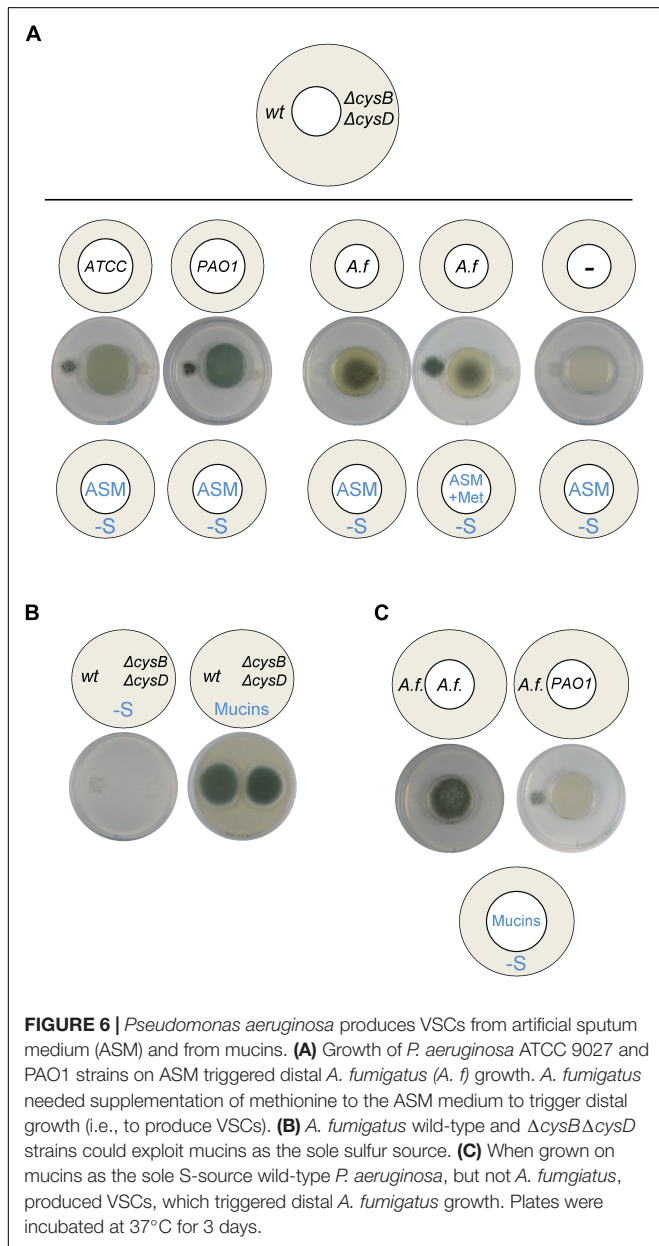 A
wt
ΔcysB
ΔcysD
ATCC
PAO1
A.f
A.f
-
ASM
-S
ASM
-S
ASM
-S
ASM
+Met
-S
ASM
-S
B
wt
ΔcysB
ΔcysD
-S
wt
ΔcysB
ΔcysD
Mucins
C
A.f.
A.f.
A.f.
PAO1
Mucins
-S
FIGURE 6 | Pseudomonas aeruginosa produces VSCs from artificial sputum
medium (ASM) and from mucins. (A) Growth of P. aeruginosa ATCC 9027 and
PAO1 strains on ASM triggered distal A. fumigatus (A. f) growth. A. fumigatus
needed supplementation of methionine to the ASM medium to trigger distal
growth (i.e., to produce VSCs). (B) A. fumigatus wild-type and ΔcysBΔcysD
strains could exploit mucins as the sole sulfur source. (C) When grown on
mucins as the sole S-source wild-type P. aeruginosa, but not A. fumgiatus,
produced VSCs, which triggered distal A. fumigatus growth. Plates were
incubated at 37°C for 3 days.